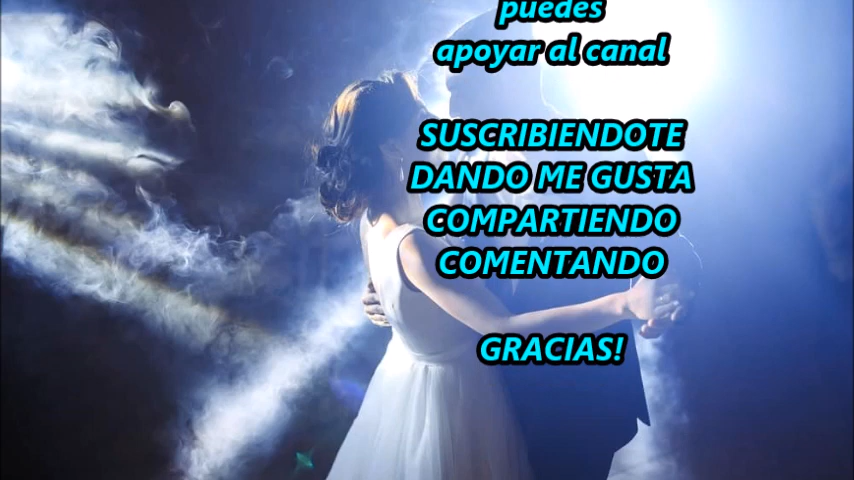 puedes
apoyar al canal
SUSCRIBIENDOTE
DANDO ME GUSTA
COMPARTIENDO
COMENTANDO
GRACIAS!